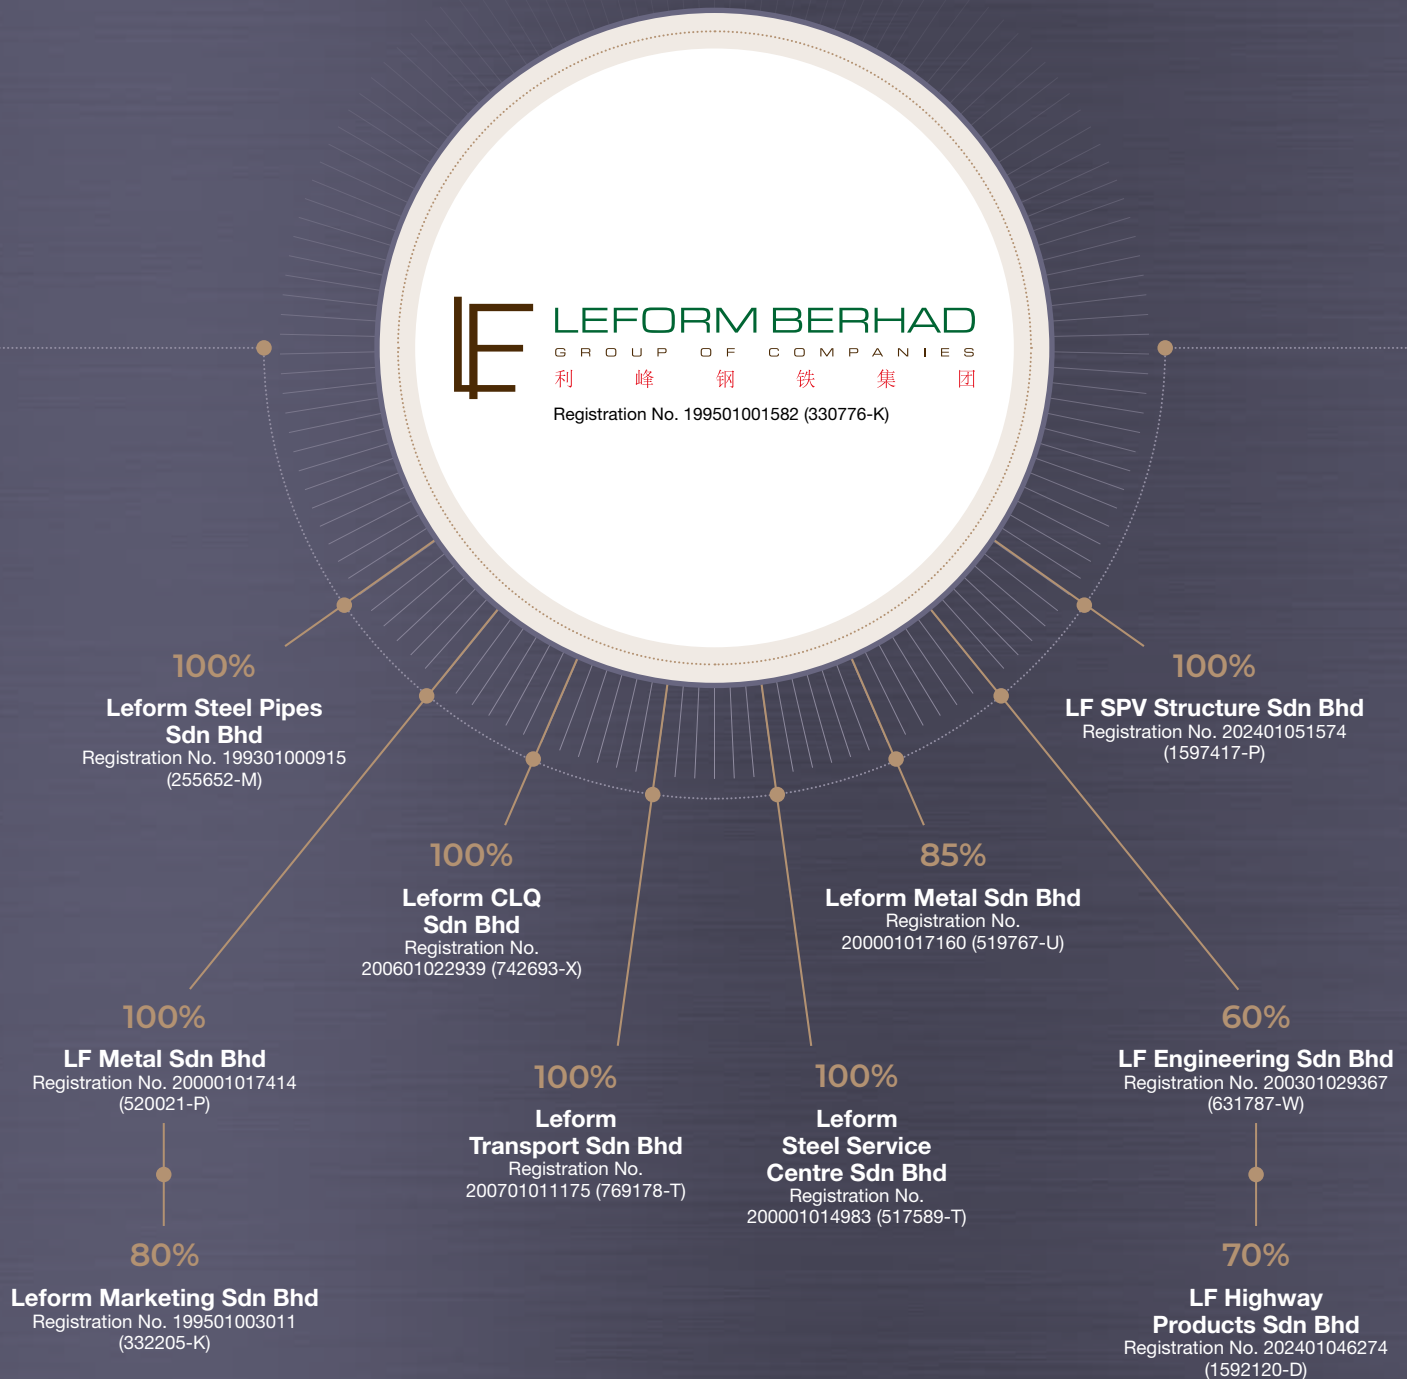 LEFORM BERHAD
GROUP OF COMPANIES
利峰钢铁集团
Registration No. 199501001582 (330776-K)
100%
Leform Steel Pipes
Sdn Bhd
Registration No. 199301000915
(255652-M)
100%
LF SPV Structure Sdn Bhd
Registration No. 202401051574
(1597417-P)
100%
Leform CLQ
Sdn Bhd
Registration No.
200601022939 (742693-X)
85%
Leform Metal Sdn Bhd
Registration No.
200001017160 (519767-U)
100%
LF Metal Sdn Bhd
Registration No. 200001017414
(520021-P)
100%
Leform
Transport Sdn Bhd
Registration No.
200701011175 (769178-T)
100%
Leform
Steel Service
Centre Sdn Bhd
Registration No.
200001014983 (517589-T)
60%
LF Engineering Sdn Bhd
Registration No. 200301029367
(631787-W)
80%
Leform Marketing Sdn Bhd
Registration No. 199501003011
(332205-K)
70%
LF Highway
Products Sdn Bhd
Registration No. 202401046274
(1592120-D)